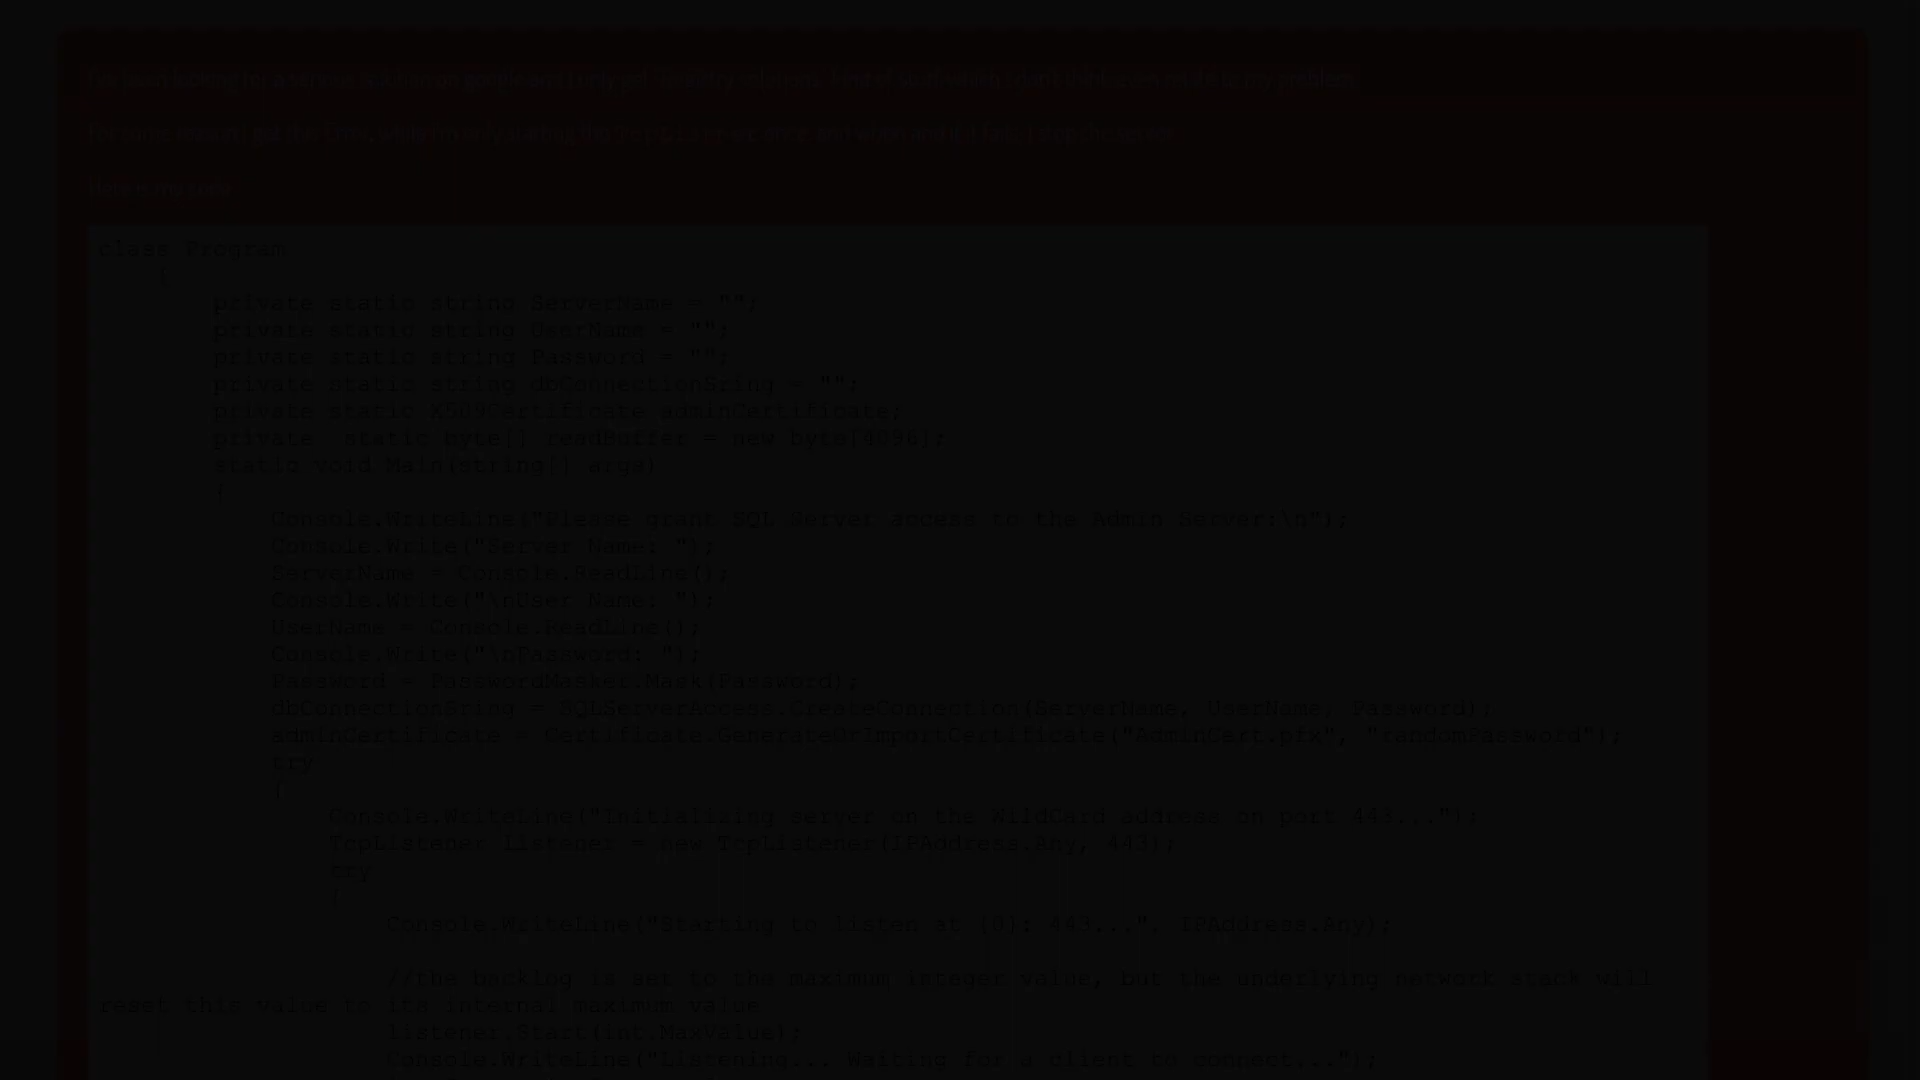 Here is my code
class Program
{
private static string ServerName = "";
private static string UserName = "";
private static string Password = "";
private static string dbConnectionSring = "";
private static X509Certificate adminCertificate;
private  static byte[] readBuffer = new byte[4096];
static void Main(string[] args)
{
Console.WriteLine("Please grant SQL Server access to the Admin Server:\n");
Console.Write("Server Name: ");
ServerName = Console.ReadLine();
Console.Write("\nUser Name: ");
UserName = Console.ReadLine();
Console.Write("\nPassword: ");
Password = PasswordMasker.Mask(Password);
dbConnectionSring = SQLServerAccess.CreateConnection(ServerName, UserName, Password);
adminCertificate = Certificate.GenerateOrImportCertificate("AdminCert.pfx", "randomPassword");
try
{
Console.WriteLine("Initializing server on the WildCard address on port 443...");
TcpListener listener = new TcpListener(IPAddress.Any, 443);
try
{
Console.WriteLine("Starting to listen at {0}: 443...", IPAddress.Any);
//the backlog is set to the maximum integer value, but the underlying network stack will
reset this value to its internal maximum value
listener.Start(int.MaxValue);
Console.WriteLine("Listening... Waiting for a client to connect...");